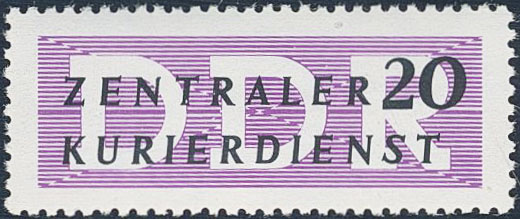 DDR
ZENTRALER 20
KURIERDIENST